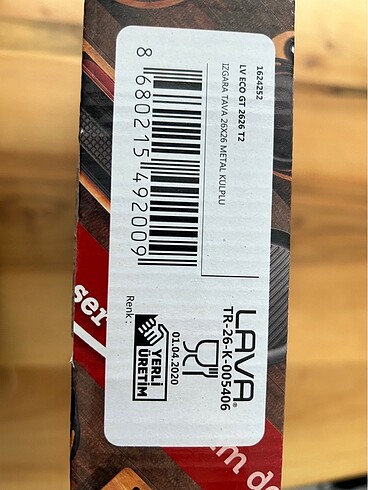 1624252
LV ECO GT 2626 T2
IZGARA TAVA 26X26 METAL KULPLU
8 680215 492009
LAVA®
TR-26-K-005406
01.04.2020
YERLİ
ÜRETİM
Renk :
ser